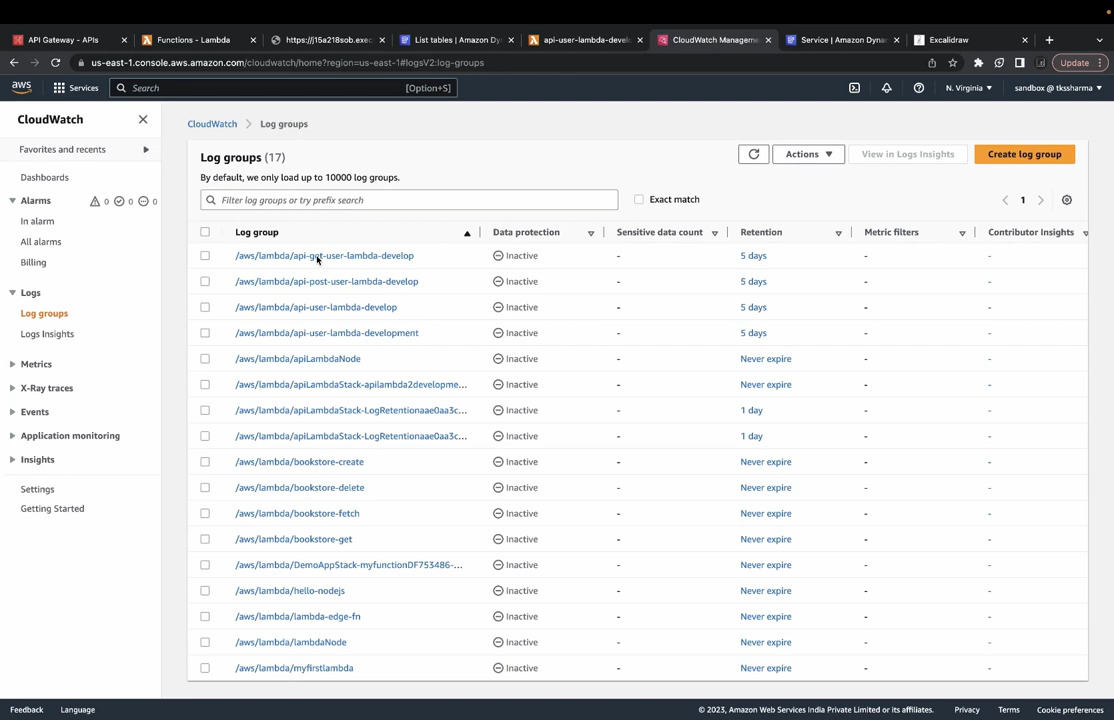 API Gateway - APIs
Functions - Lambda
https://j15a218sob.exec
List tables | Amazon Dy
api-user-lambda-devel
CloudWatch Managem
Service | Amazon Dynam
Excalidraw
us-east-1.console.aws.amazon.com/cloudwatch/home?region=us-east-1#logsV2:log-groups
Update
aws
Services
Search
[Option+S]
N. Virginia
sandbox @ tkssharma
CloudWatch
Favorites and recents
Dashboards
Alarms
0
0
0
In alarm
All alarms
Billing
Logs
Log groups
Logs Insights
Metrics
X-Ray traces
Events
Application monitoring
Insights
Settings
Getting Started
CloudWatch > Log groups
Log groups (17)
Actions
View in Logs Insights
Create log group
By default, we only load up to 10000 log groups.
Filter log groups or try prefix search
Exact match
1
Log group Data protection Sensitive data count Retention Metric filters Contributor Insights
/aws/lambda/api-get-user-lambda-develop Inactive - 5 days - -
/aws/lambda/api-post-user-lambda-develop Inactive - 5 days - -
/aws/lambda/api-user-lambda-develop Inactive - 5 days - -
/aws/lambda/api-user-lambda-development Inactive - 5 days - -
/aws/lambda/apiLambdaNode Inactive - Never expire - -
/aws/lambda/apiLambdaStack-apilambda2developme... Inactive - Never expire - -
/aws/lambda/apiLambdaStack-LogRetentionaae0aa3c... Inactive - 1 day - -
/aws/lambda/apiLambdaStack-LogRetentionaae0aa3c... Inactive - 1 day - -
/aws/lambda/bookstore-create Inactive - Never expire - -
/aws/lambda/bookstore-delete Inactive - Never expire - -
/aws/lambda/bookstore-fetch Inactive - Never expire - -
/aws/lambda/bookstore-get Inactive - Never expire - -
/aws/lambda/DemoAppStack-myfunctionDF753486-... Inactive - Never expire - -
/aws/lambda/hello-nodejs Inactive - Never expire - -
/aws/lambda/lambda-edge-fn Inactive - Never expire - -
/aws/lambda/lambdaNode Inactive - Never expire - -
/aws/lambda/myfirstlambda Inactive - Never expire - -
Feedback
Language
© 2023, Amazon Web Services India Private Limited or its affiliates.
Privacy
Terms
Cookie preferences